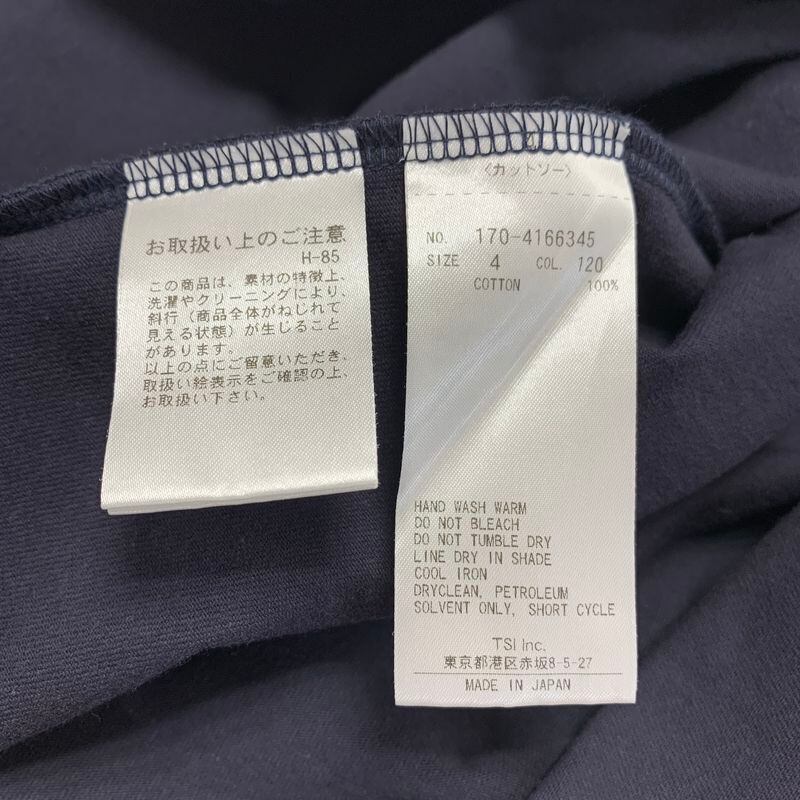 お取扱い上のご注意
H-85
この商品は、素材の特徴上、
洗濯やクリーニングにより、
斜行（商品全体がねじれて
見える状態）が生じること
があります。
以上の点にご留意いただき、
取扱い絵表示をご確認の上、
お取扱い下さい。
〈カットソー〉
NO. 170-4166345
SIZE 4 COL. 120
COTTON 100%
HAND WASH WARM
DO NOT BLEACH
DO NOT TUMBLE DRY
LINE DRY IN SHADE
COOL IRON
DRYCLEAN, PETROLEUM
SOLVENT ONLY, SHORT CYCLE
TSI Inc.
東京都港区赤坂8-5-27
MADE IN JAPAN